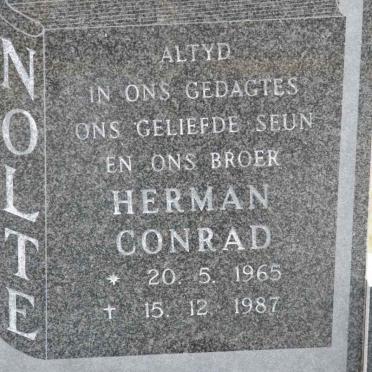 NOLTE
ALTYD
IN ONS GEDAGTES
ONS GELIEFDE SEUN
EN ONS BROER
HERMAN
CONRAD
* 20. 5. 1965
† 15. 12. 1987